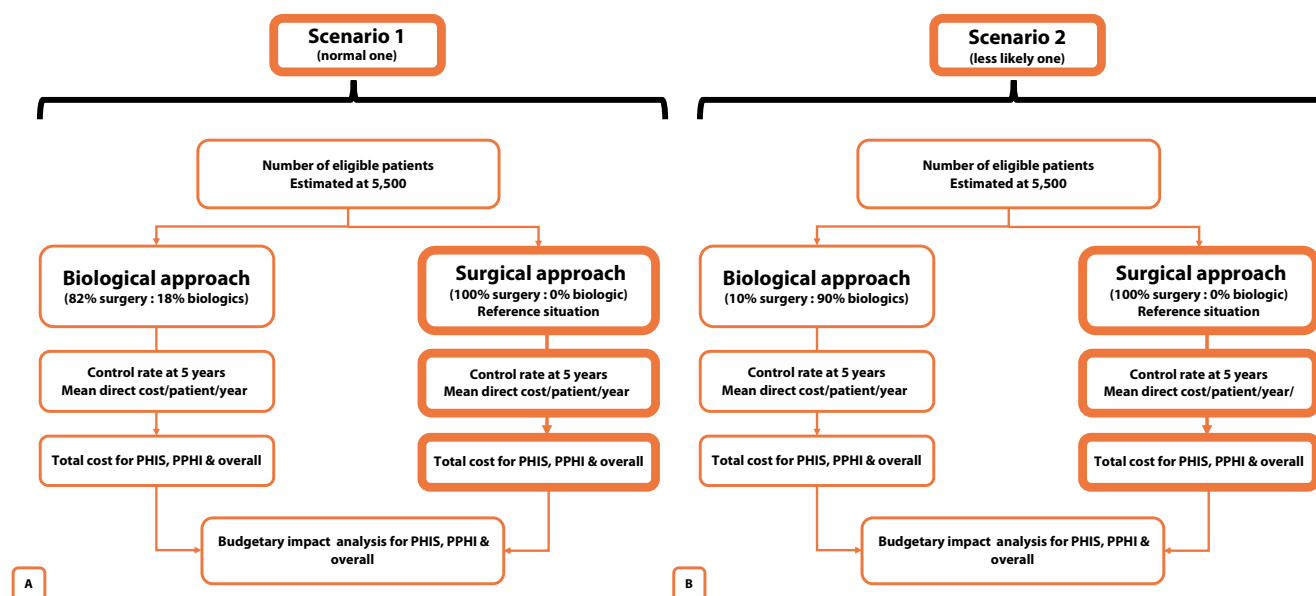 Scenario 1
(normal one)
Number of eligible patients
Estimated at 5,500
Biological approach
(82% surgery : 18% biologics)
Surgical approach
(100% surgery : 0% biologic)
Reference situation
Control rate at 5 years
Mean direct cost/patient/year
Control rate at 5 years
Mean direct cost/patient/year
Total cost for PHIS, PPHI & overall
Total cost for PHIS, PPHI & overall
Budgetary impact analysis for PHIS, PPHI &
overall
A
Scenario 2
(less likely one)
Number of eligible patients
Estimated at 5,500
Biological approach
(10% surgery : 90% biologics)
Surgical approach
(100% surgery : 0% biologic)
Reference situation
Control rate at 5 years
Mean direct cost/patient/year
Control rate at 5 years
Mean direct cost/patient/year/
Total cost for PHIS, PPHI & overall
Total cost for PHIS, PPHI & overall
Budgetary impact analysis for PHIS, PPHI &
overall
B